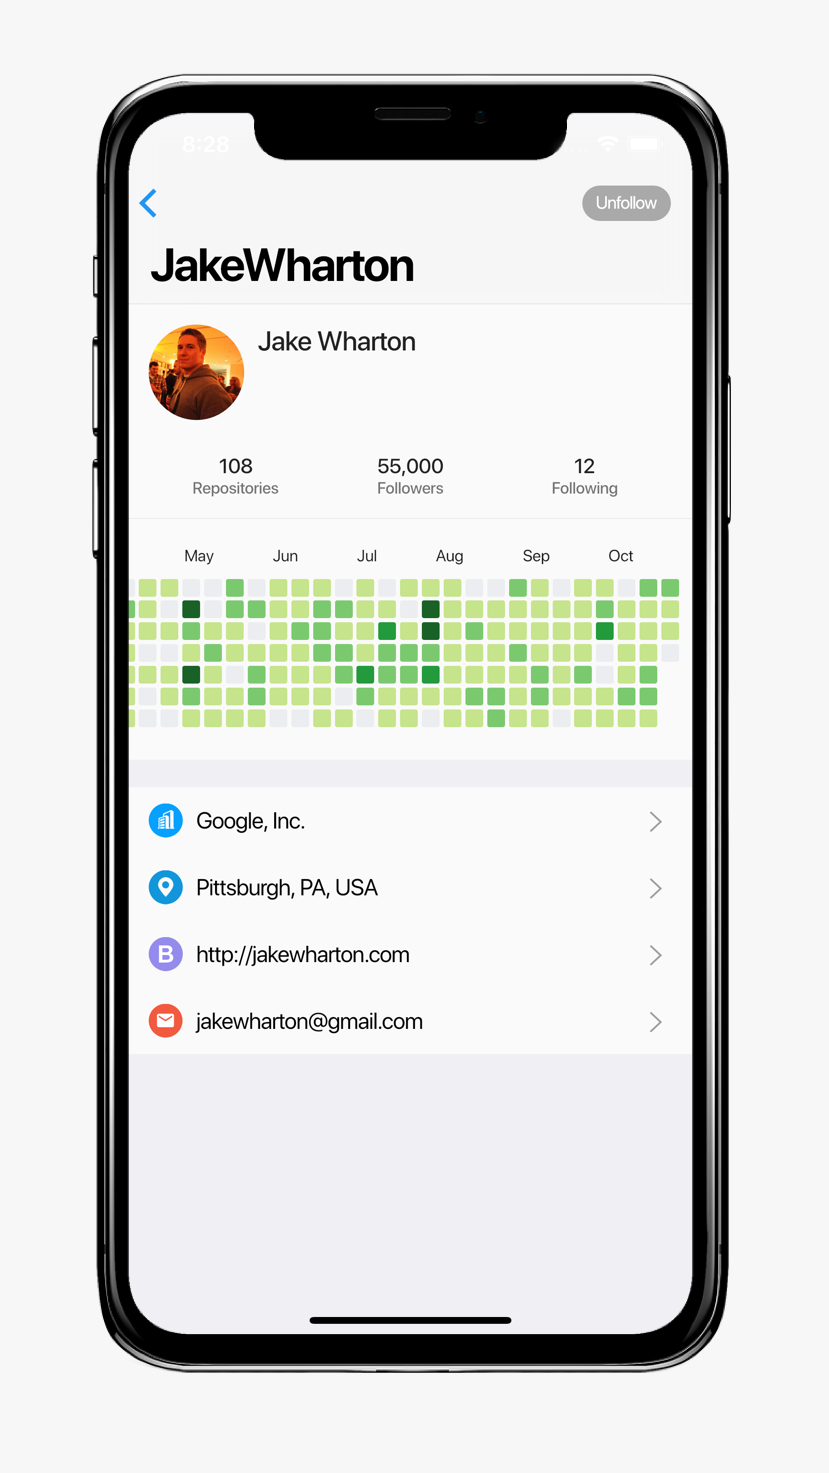 8:28
Unfollow
JakeWharton
Jake Wharton
108 55,000 12
Repositories Followers Following
May Jun Jul Aug Sep Oct
Google, Inc.
Pittsburgh, PA, USA
B http://jakewharton.com
jakewharton@gmail.com